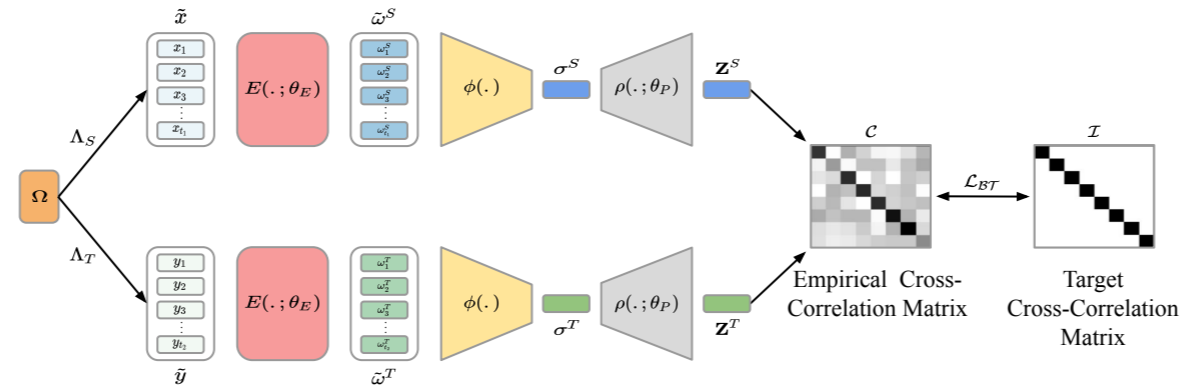 x̃
ω̃^S
x_1
x_2
x_3
⋮
x_{t_1}
E(. ; θ_E)
ω_1^S
ω_2^S
ω_3^S
⋮
ω_{t_1}^S
ϕ(. )
σ^S
ρ(. ; θ_P)
Z^S
Λ_S
Ω
Λ_T
C
I
L_{BT}
y_1
y_2
y_3
⋮
y_{t_2}
ỹ
E(. ; θ_E)
ω_1^T
ω_2^T
ω_3^T
⋮
ω_{t_2}^T
ω̃^T
ϕ(. )
σ^T
ρ(. ; θ_P)
Z^T
Empirical Cross-
Correlation Matrix
Target
Cross-Correlation
Matrix